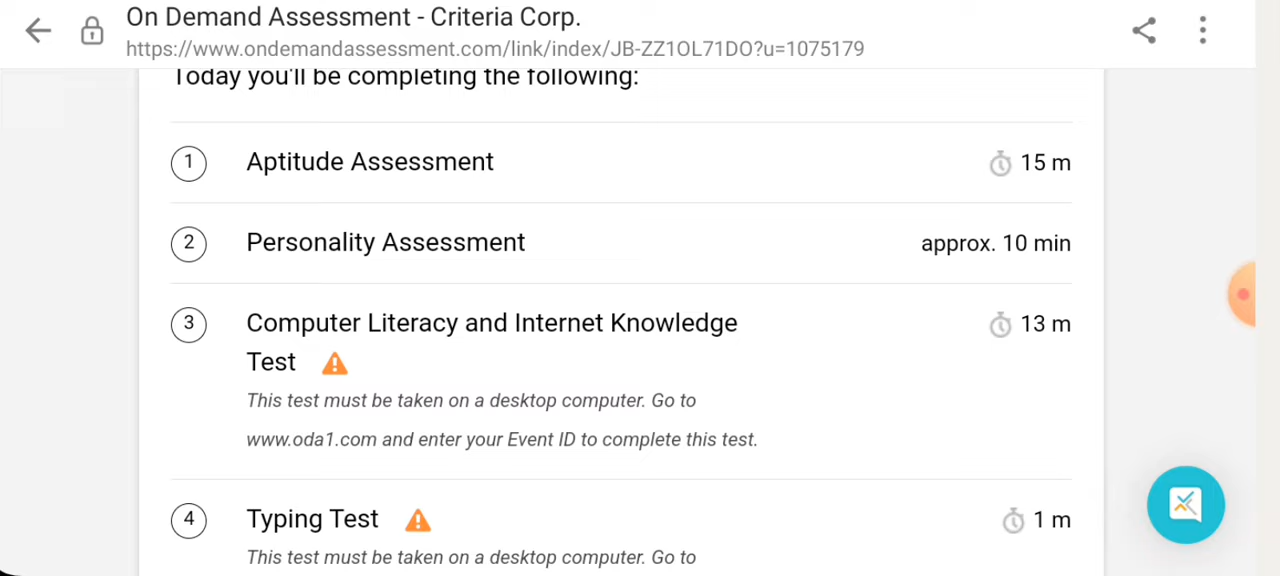 On Demand Assessment - Criteria Corp.
https://www.ondemandassessment.com/link/index/JB-ZZ1OL71DO?u=1075179
Today you'll be completing the following:
1 Aptitude Assessment 15 m
2 Personality Assessment approx. 10 min
3 Computer Literacy and Internet Knowledge 13 m
Test
This test must be taken on a desktop computer. Go to
www.oda1.com and enter your Event ID to complete this test.
4 Typing Test 1 m
This test must be taken on a desktop computer. Go to